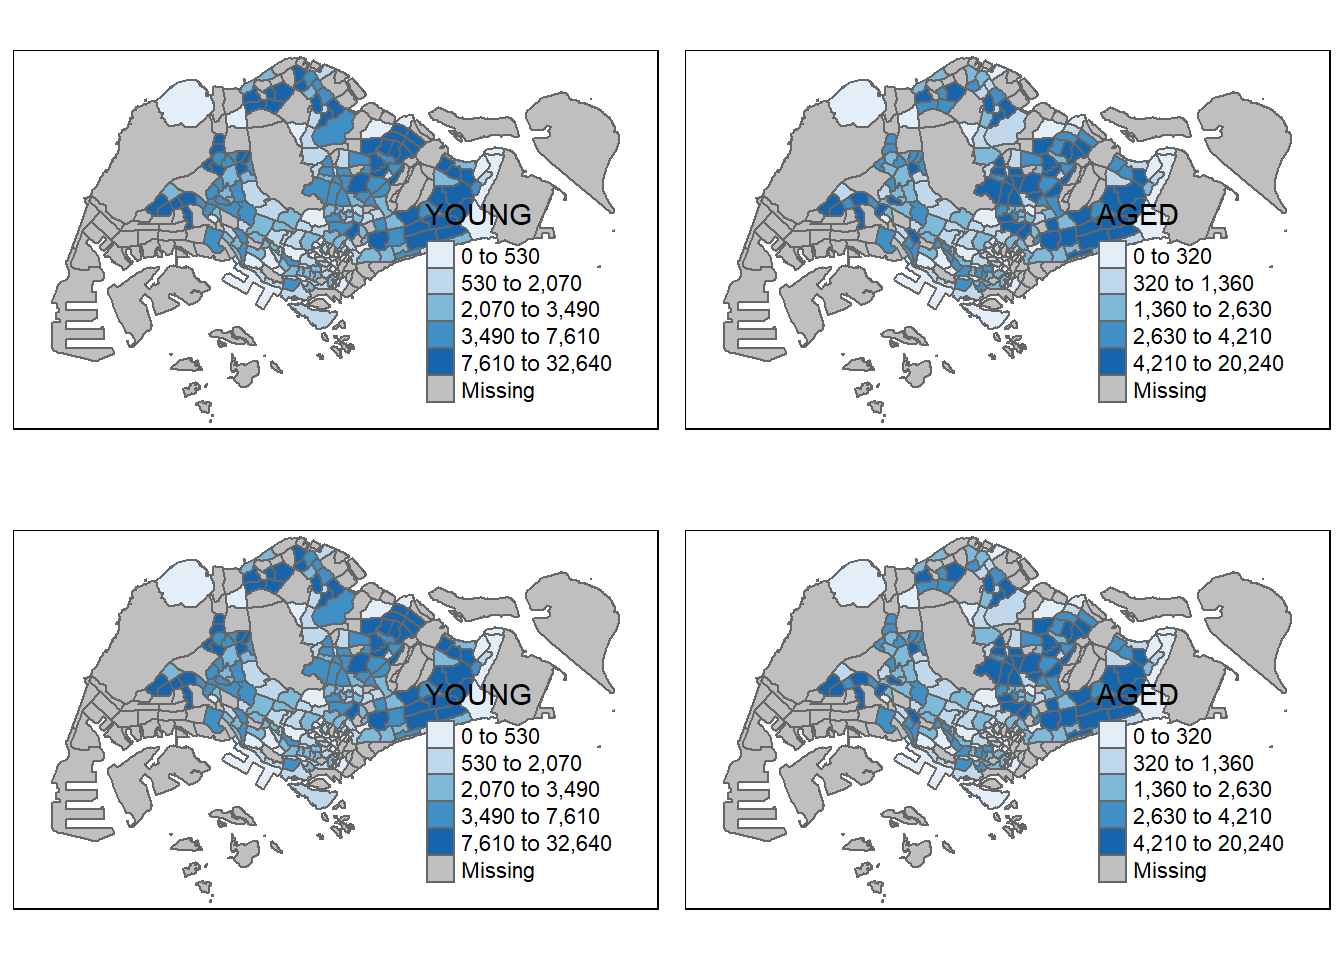 YOUNG
0 to 530
530 to 2,070
2,070 to 3,490
3,490 to 7,610
7,610 to 32,640
Missing
AGED
0 to 320
320 to 1,360
1,360 to 2,630
2,630 to 4,210
4,210 to 20,240
Missing
YOUNG
0 to 530
530 to 2,070
2,070 to 3,490
3,490 to 7,610
7,610 to 32,640
Missing
AGED
0 to 320
320 to 1,360
1,360 to 2,630
2,630 to 4,210
4,210 to 20,240
Missing